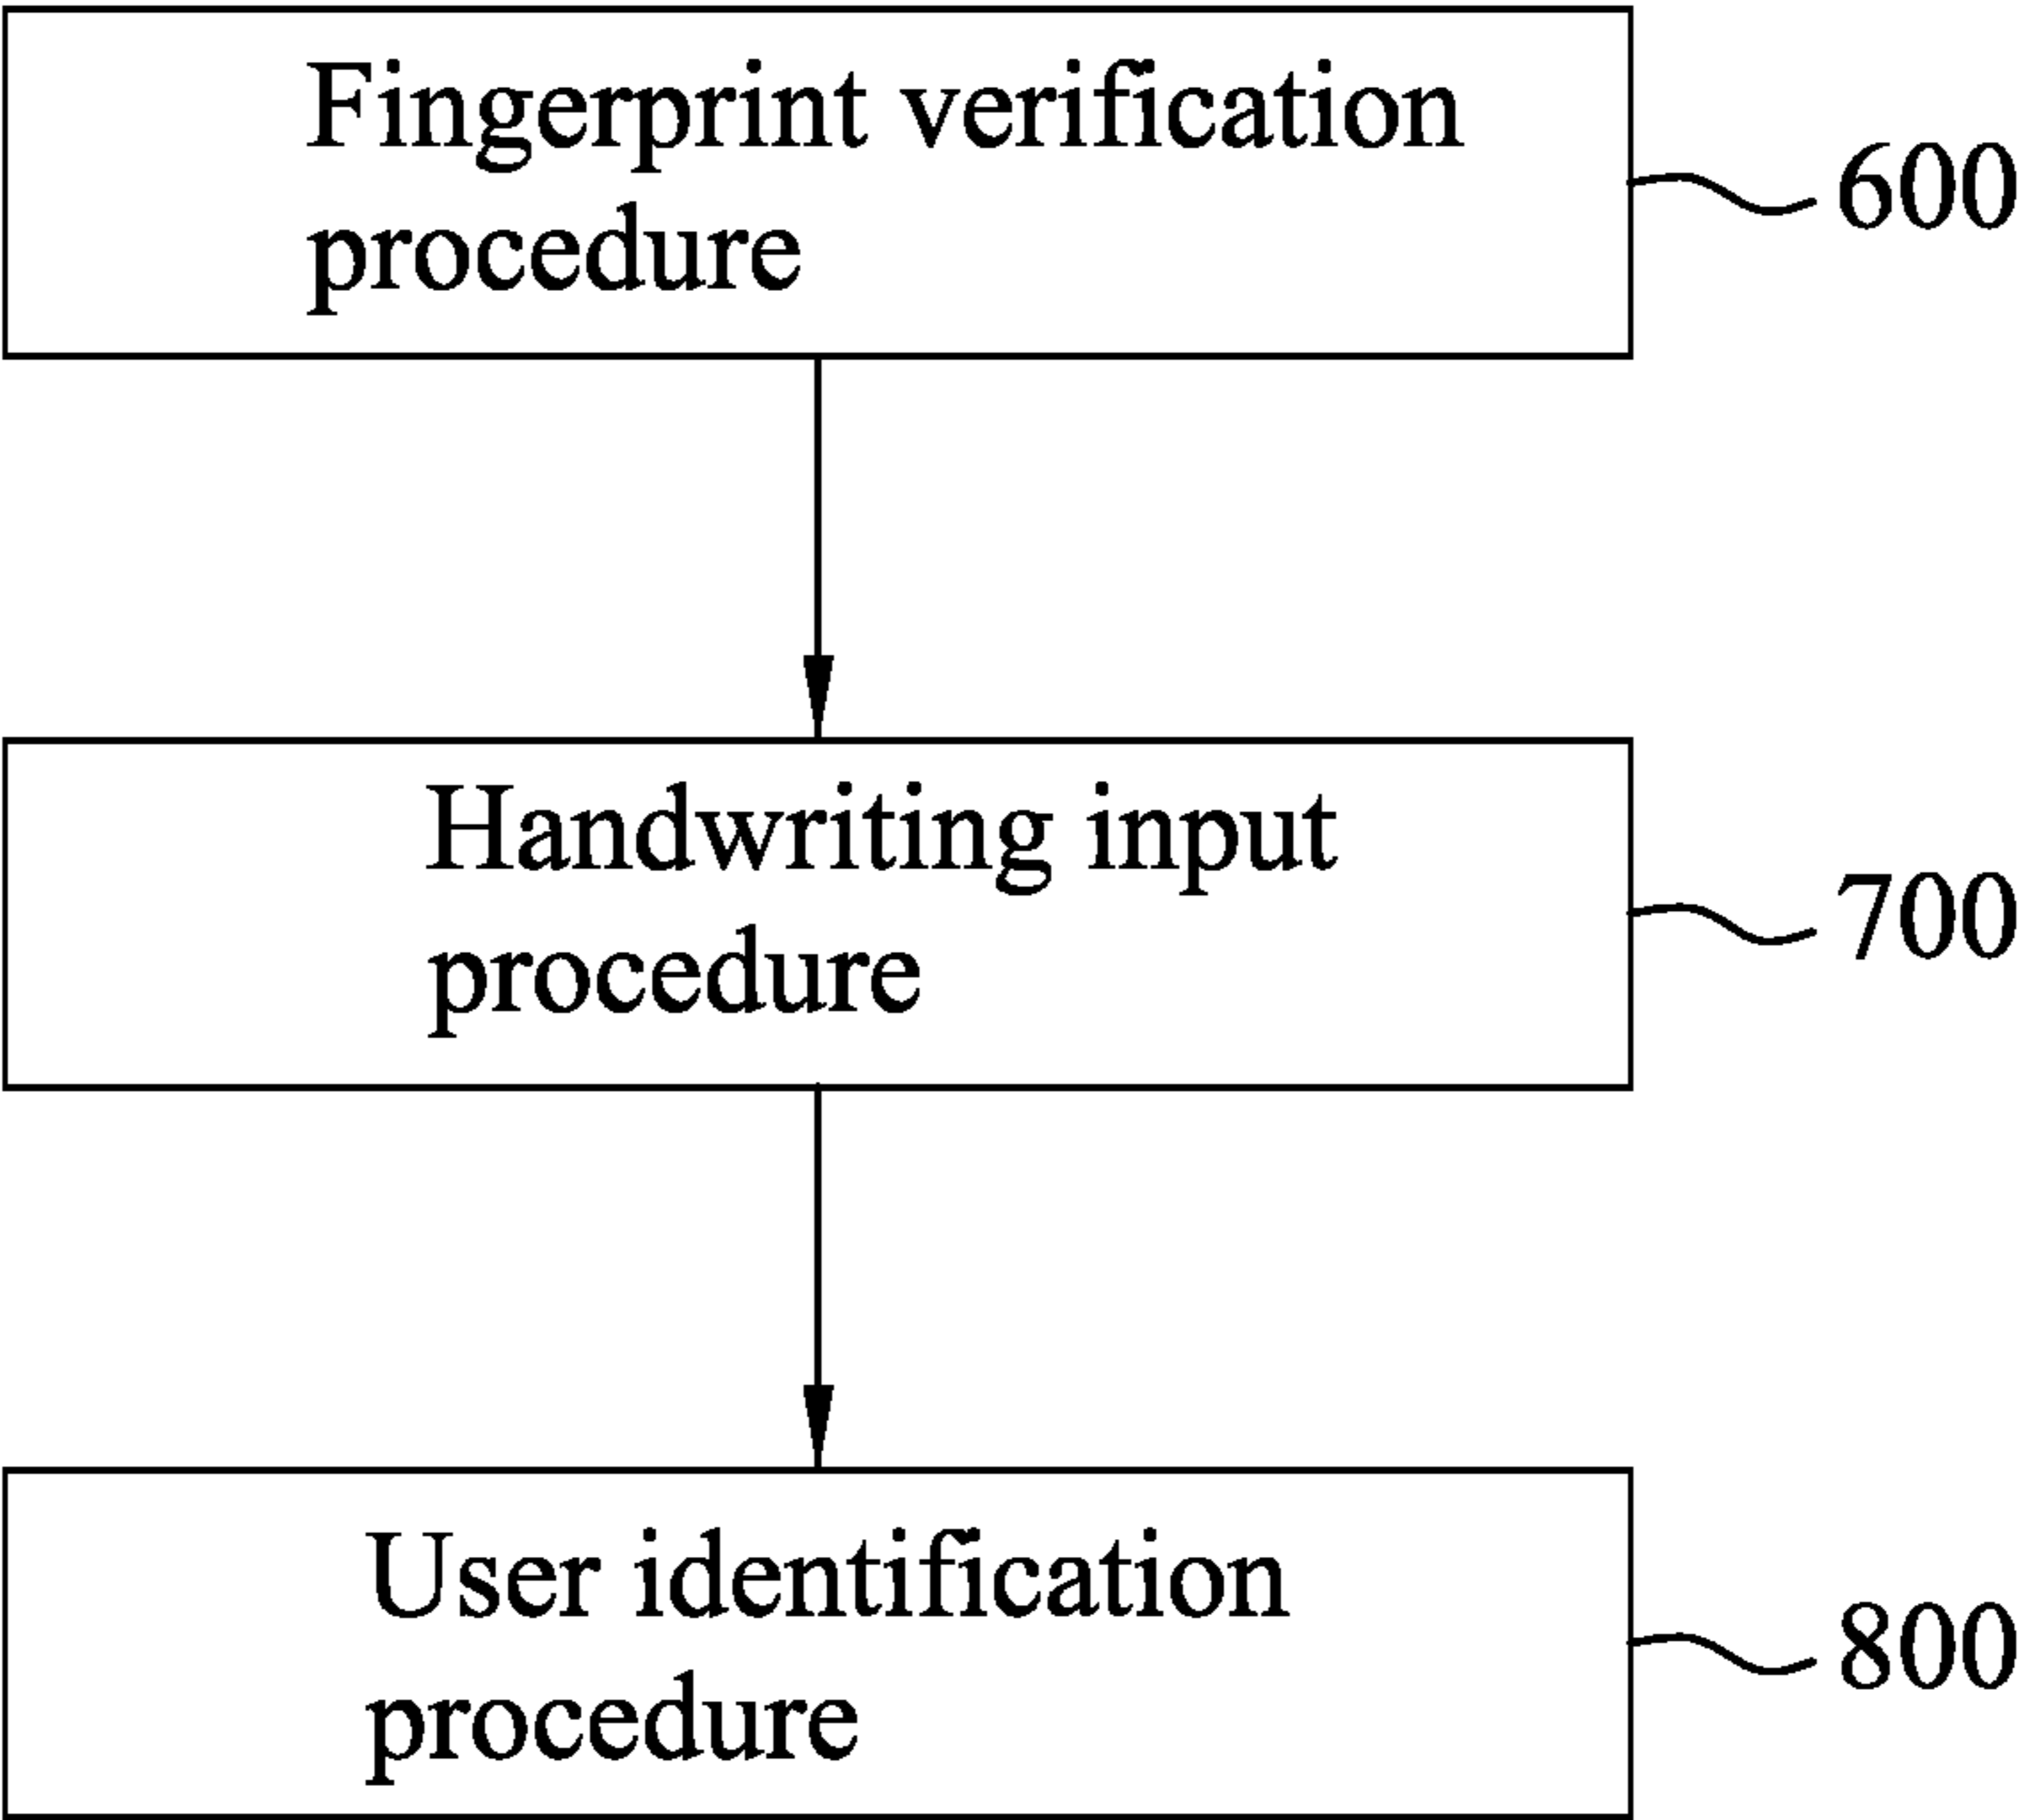 Fingerprint verification
procedure
600
Handwriting input
procedure
700
User identification
procedure
800